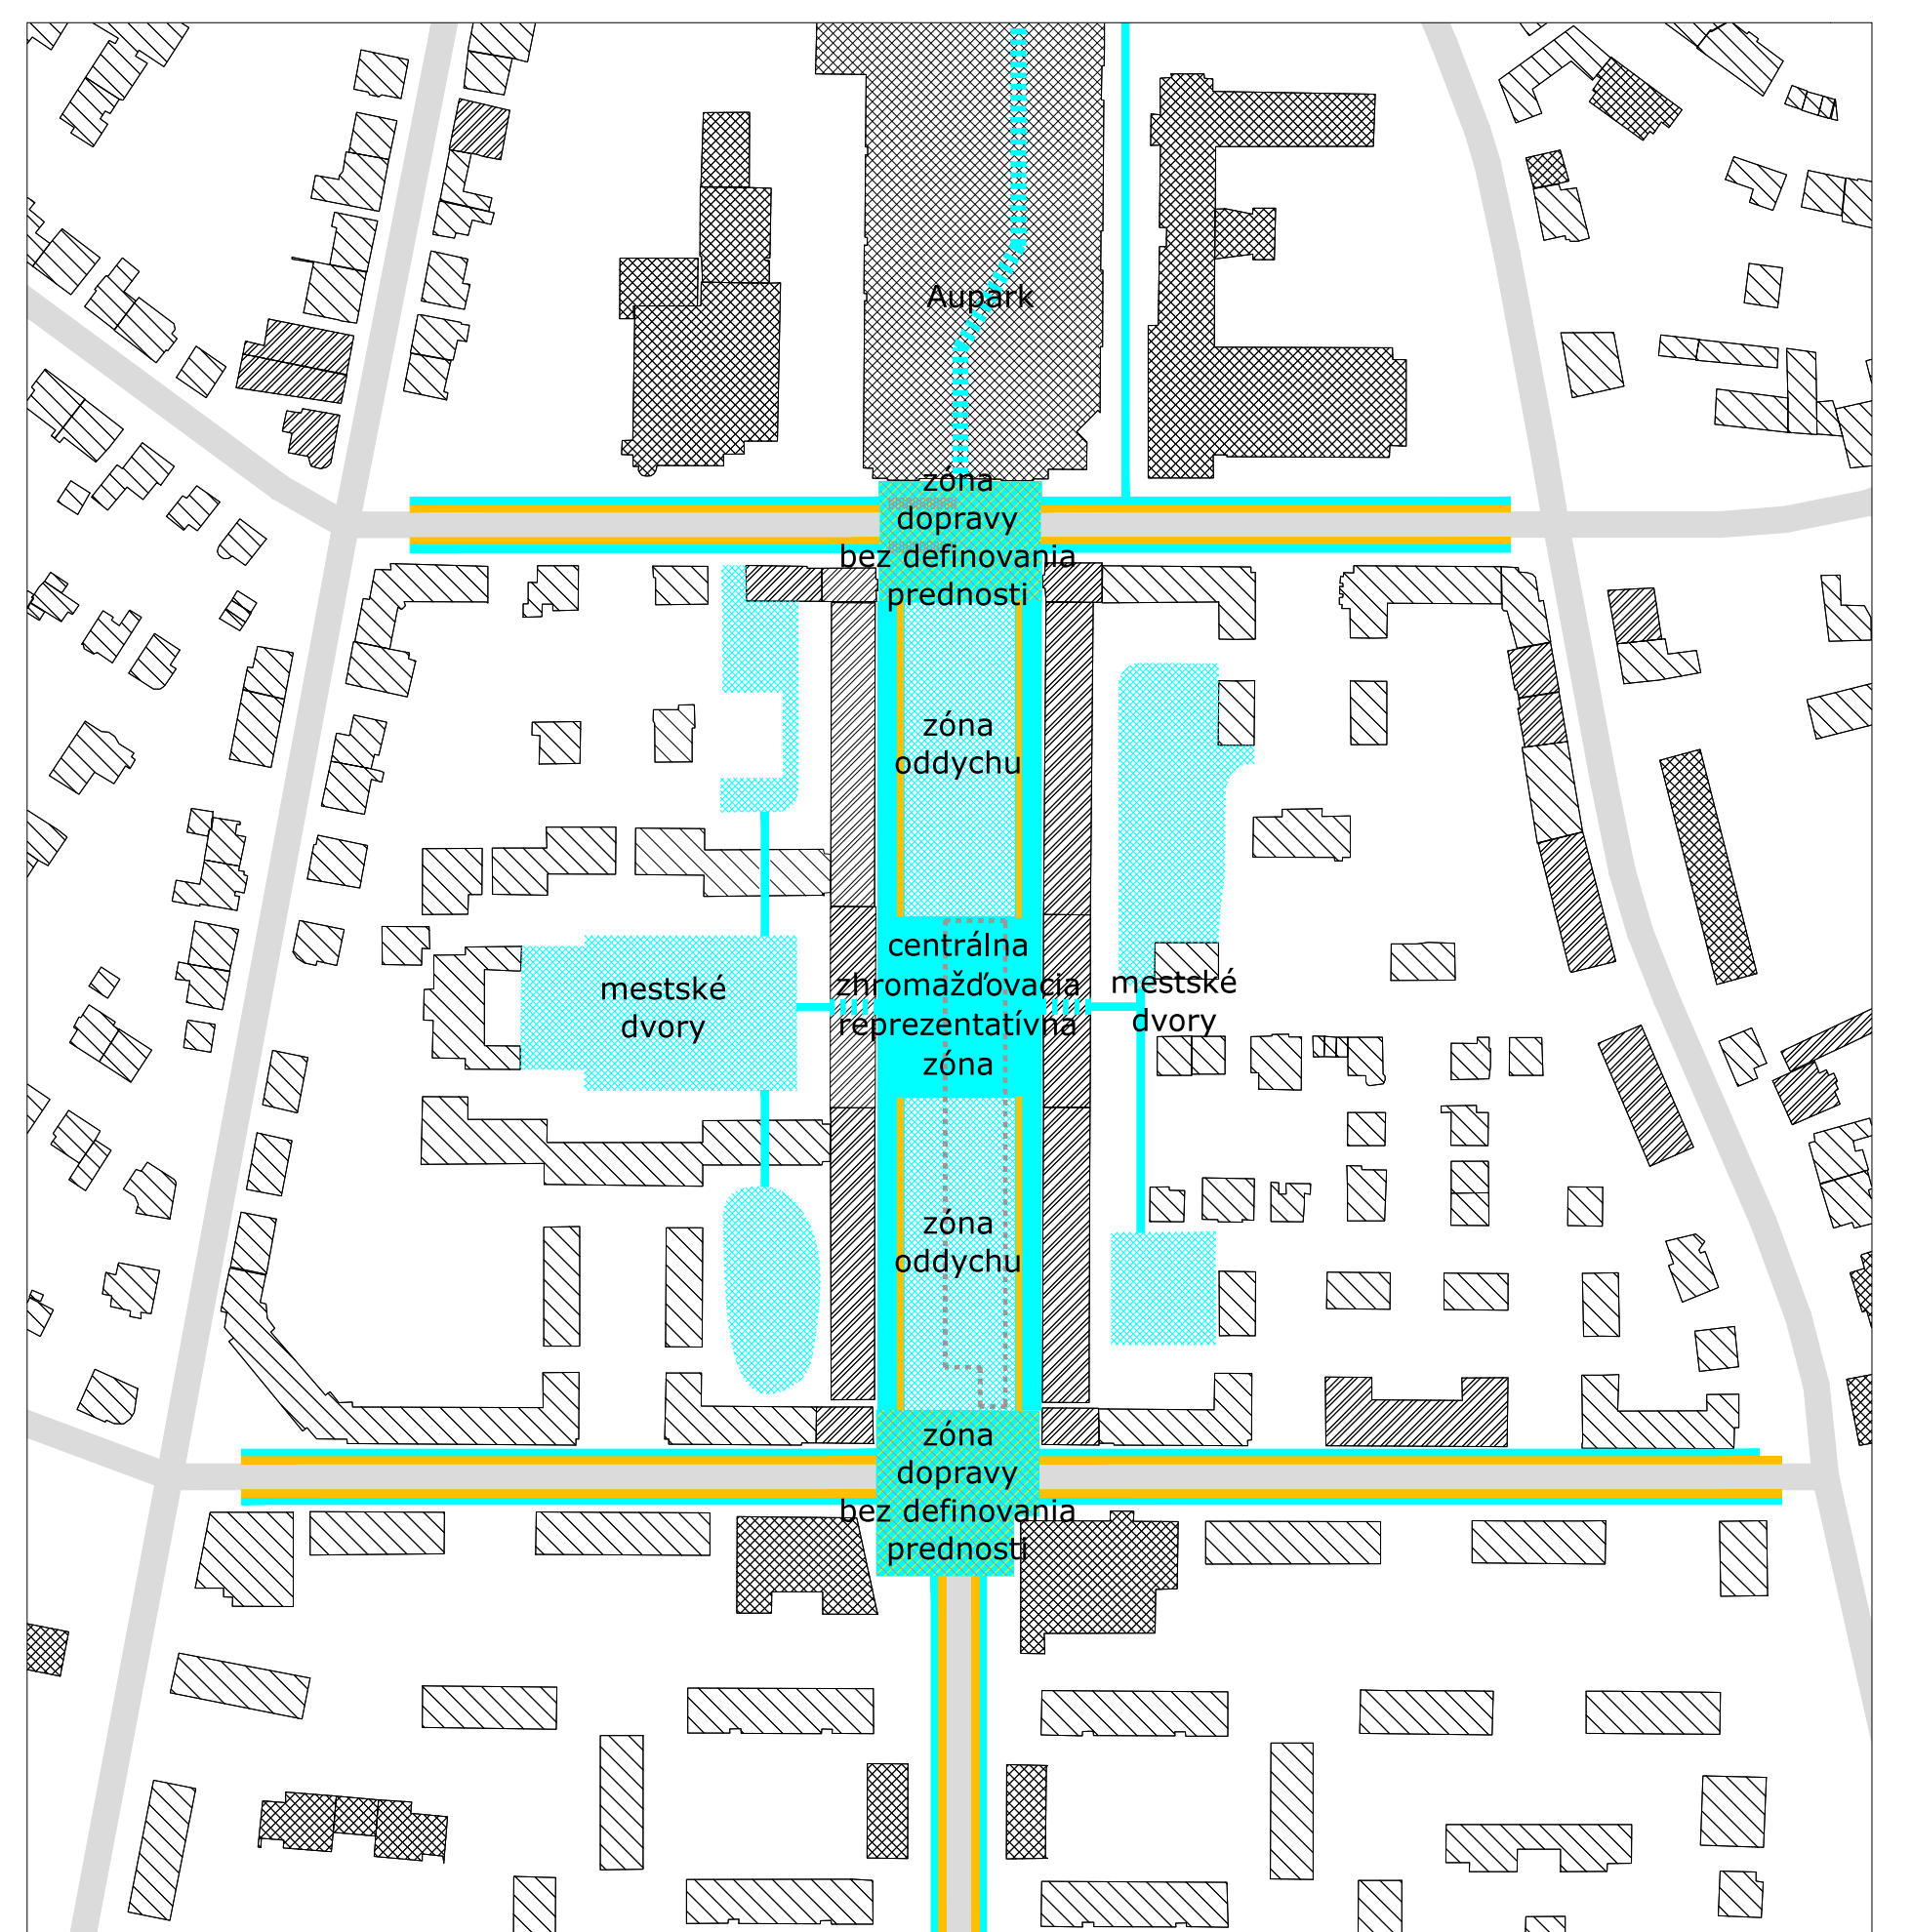 Aupark
zóna
dopravy
bez definovania
prednosti
zóna
oddychu
centrálna
zhromažďovacia
reprezentatívna
zóna
mestské
dvory
mestské
dvory
zóna
oddychu
zóna
dopravy
bez definovania
prednosti